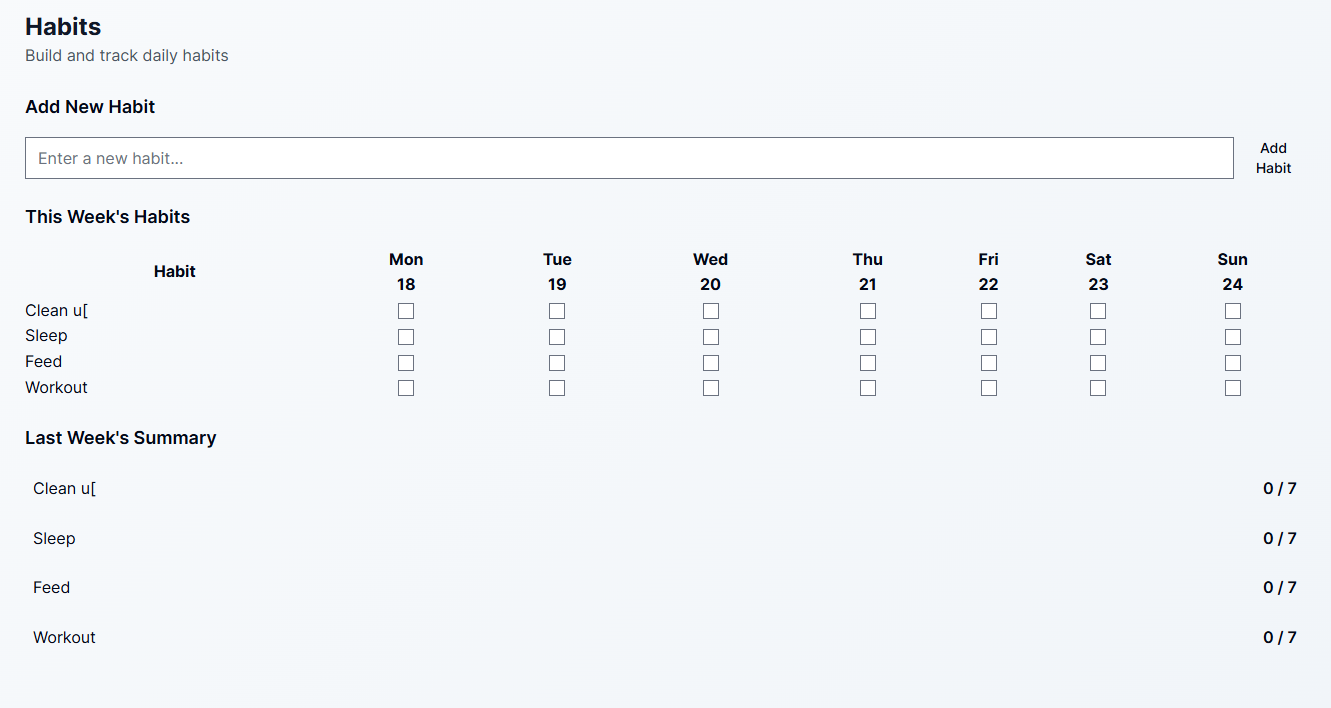 Habits
Build and track daily habits
Add New Habit
Enter a new habit...
Add
Habit
This Week's Habits
Habit Mon Tue Wed Thu Fri Sat Sun
18 19 20 21 22 23 24
Clean u[
Sleep
Feed
Workout
Last Week's Summary
Clean u[ 0 / 7
Sleep 0 / 7
Feed 0 / 7
Workout 0 / 7